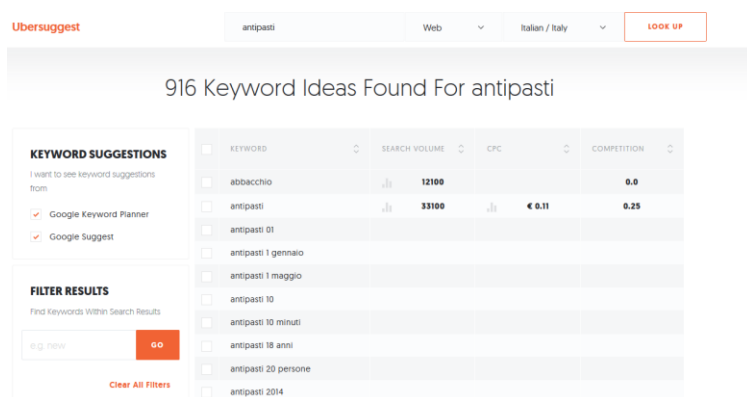 Ubersuggest antipasti Web Italian / Italy LOOK UP
916 Keyword Ideas Found For antipasti
KEYWORD SUGGESTIONS
I want to see keyword suggestions
from
Google Keyword Planner
Google Suggest
FILTER RESULTS
Find Keywords Within Search Results
e.g. new GO
Clear All Filters
KEYWORD SEARCH VOLUME CPC COMPETITION
abbacchio 12100 0.0
antipasti 33100 € 0.11 0.25
antipasti 01
antipasti 1 gennaio
antipasti 1 maggio
antipasti 10
antipasti 10 minuti
antipasti 18 anni
antipasti 20 persone
antipasti 2014